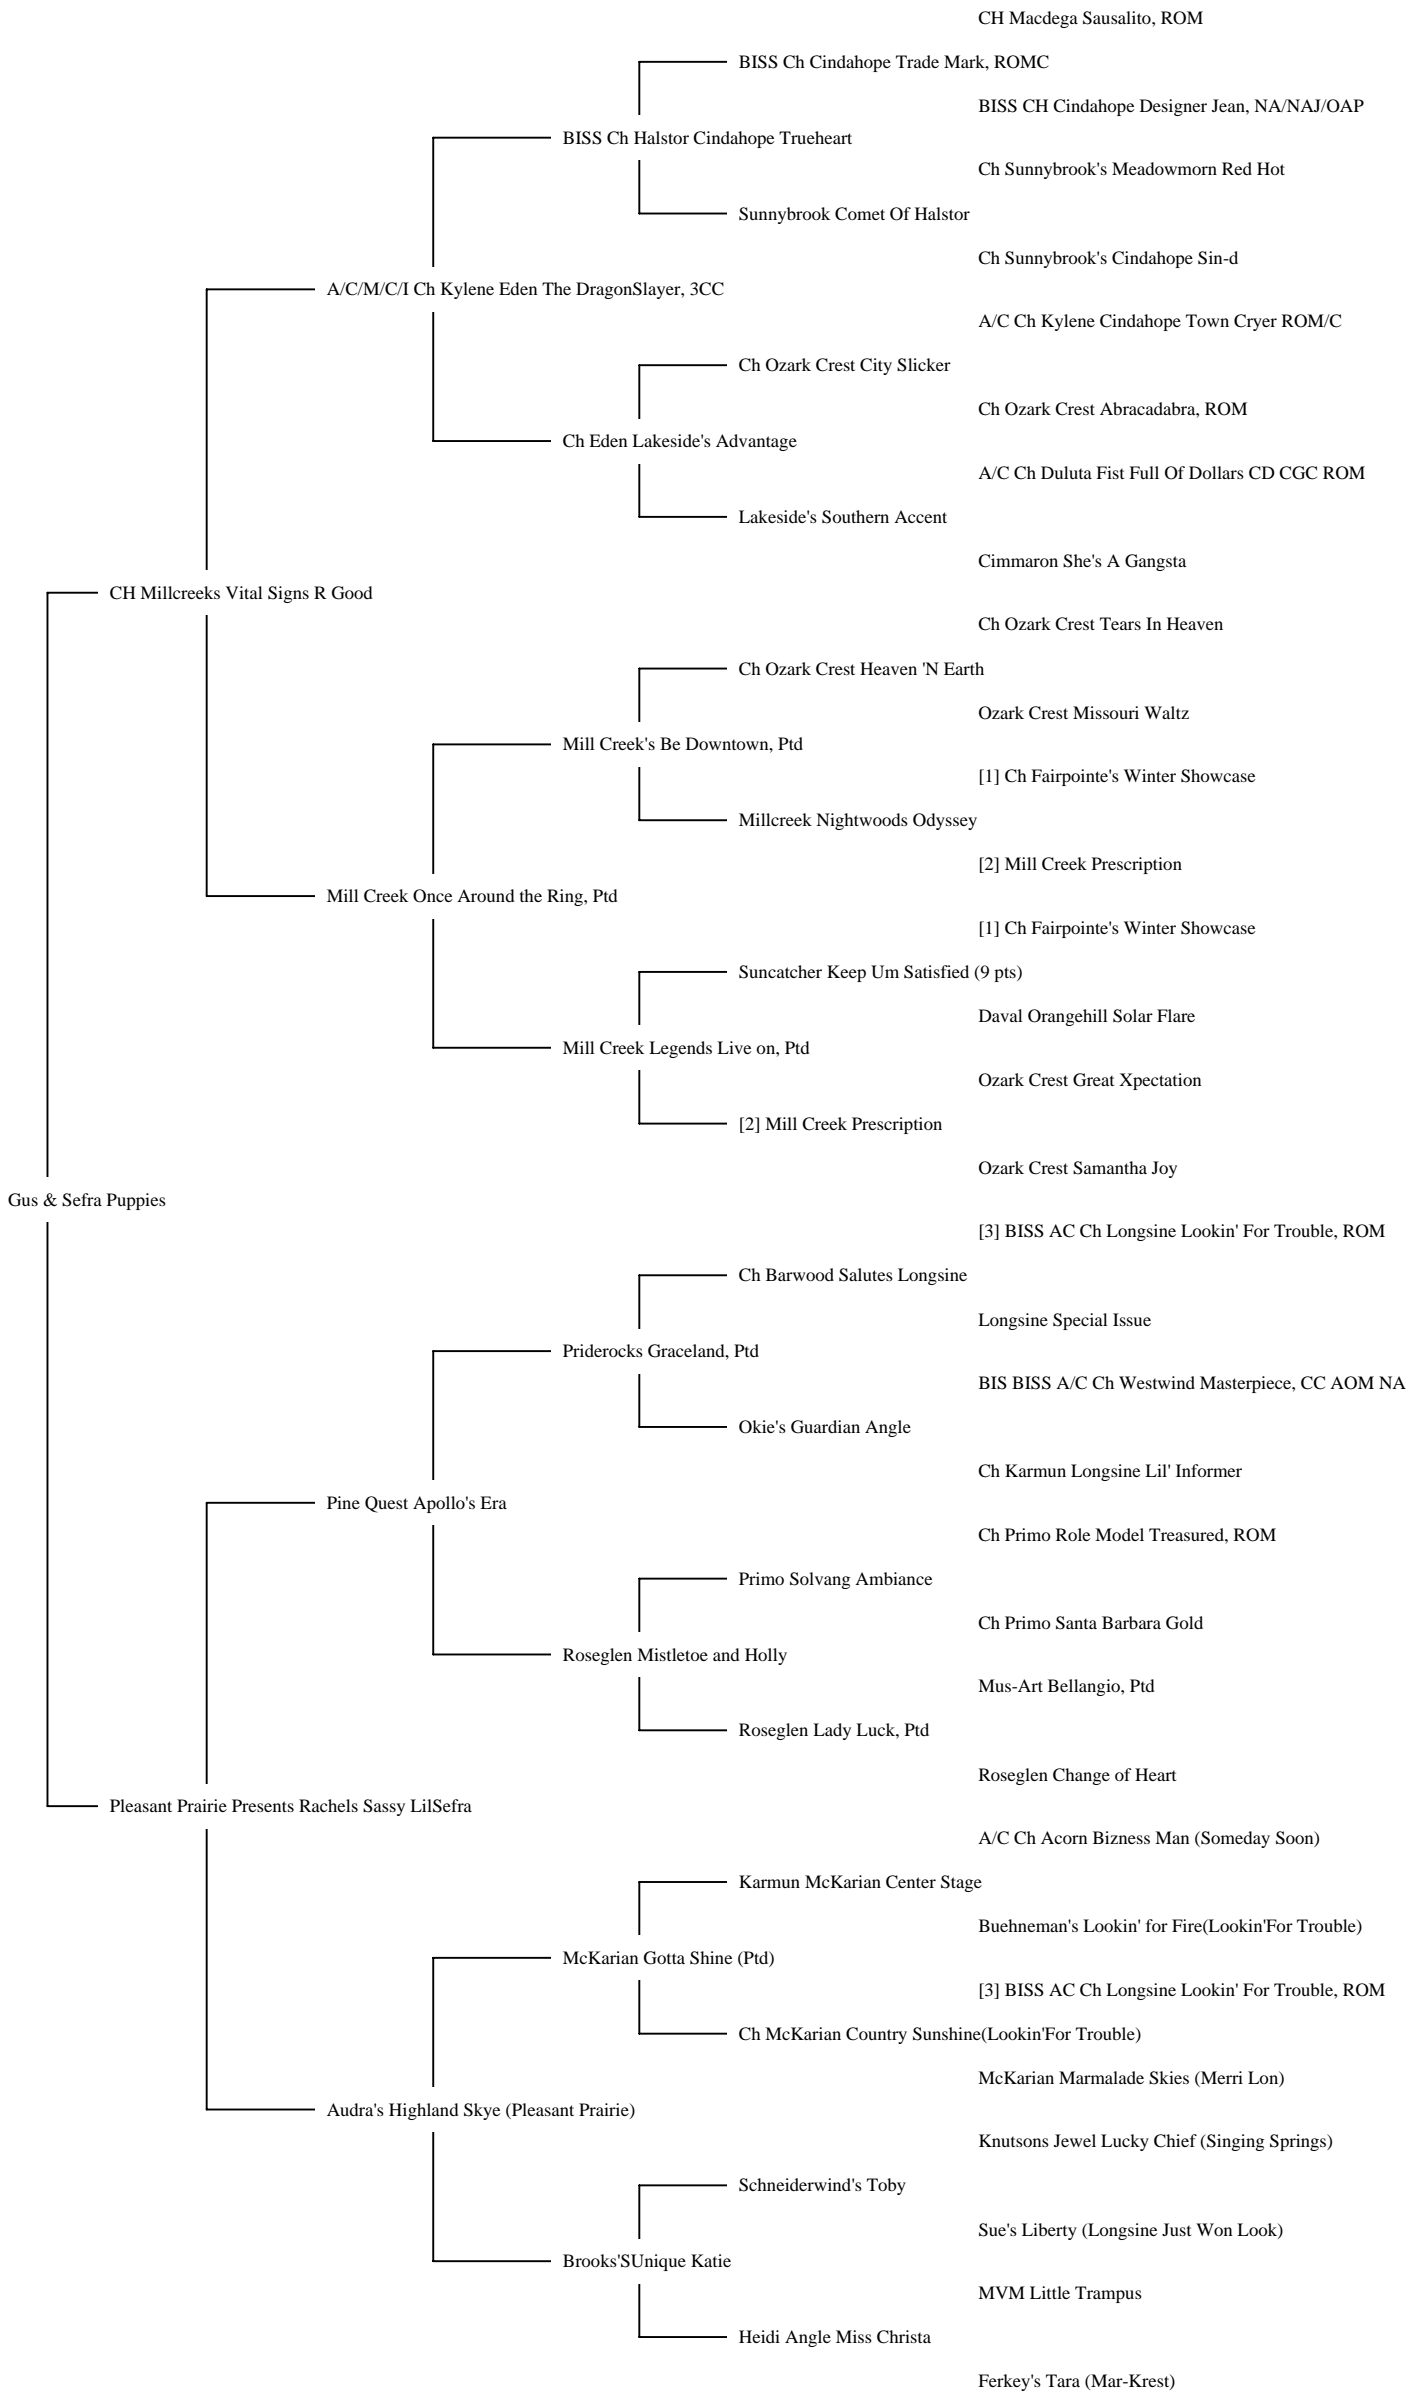 CH Macdega Sausalito, ROM
BISS Ch Cindahope Trade Mark, ROMC
BISS CH Cindahope Designer Jean, NA/NAJ/OAP
BISS Ch Halstor Cindahope Trueheart
Ch Sunnybrook's Meadowmorn Red Hot
Sunnybrook Comet Of Halstor
Ch Sunnybrook's Cindahope Sin-d
A/C/M/C/I Ch Kylene Eden The DragonSlayer, 3CC
A/C Ch Kylene Cindahope Town Cryer ROM/C
Ch Ozark Crest City Slicker
Ch Ozark Crest Abracadabra, ROM
Ch Eden Lakeside's Advantage
A/C Ch Duluta Fist Full Of Dollars CD CGC ROM
Lakeside's Southern Accent
Cimmaron She's A Gangsta
CH Millcreeks Vital Signs R Good
Ch Ozark Crest Tears In Heaven
Ch Ozark Crest Heaven 'N Earth
Ozark Crest Missouri Waltz
Mill Creek's Be Downtown, Ptd
[1] Ch Fairpointe's Winter Showcase
Millcreek Nightwoods Odyssey
[2] Mill Creek Prescription
Mill Creek Once Around the Ring, Ptd
[1] Ch Fairpointe's Winter Showcase
Suncatcher Keep Um Satisfied (9 pts)
Daval Orangehill Solar Flare
Mill Creek Legends Live on, Ptd
Ozark Crest Great Xpectation
[2] Mill Creek Prescription
Ozark Crest Samantha Joy
Gus & Sefra Puppies
[3] BISS AC Ch Longsine Lookin' For Trouble, ROM
Ch Barwood Salutes Longsine
Longsine Special Issue
Priderocks Graceland, Ptd
BIS BISS A/C Ch Westwind Masterpiece, CC AOM NA
Okie's Guardian Angle
Ch Karmun Longsine Lil' Informer
Pine Quest Apollo's Era
Ch Primo Role Model Treasured, ROM
Primo Solvang Ambiance
Ch Primo Santa Barbara Gold
Roseglen Mistletoe and Holly
Mus-Art Bellangio, Ptd
Roseglen Lady Luck, Ptd
Roseglen Change of Heart
Pleasant Prairie Presents Rachels Sassy LilSefra
A/C Ch Acorn Bizness Man (Someday Soon)
Karmun McKarian Center Stage
Buehneman's Lookin' for Fire(Lookin'For Trouble)
McKarian Gotta Shine (Ptd)
[3] BISS AC Ch Longsine Lookin' For Trouble, ROM
Ch McKarian Country Sunshine(Lookin'For Trouble)
McKarian Marmalade Skies (Merri Lon)
Audra's Highland Skye (Pleasant Prairie)
Knutsons Jewel Lucky Chief (Singing Springs)
Schneiderwind's Toby
Sue's Liberty (Longsine Just Won Look)
Brooks'SUnique Katie
MVM Little Trampus
Heidi Angle Miss Christa
Ferkey's Tara (Mar-Krest)